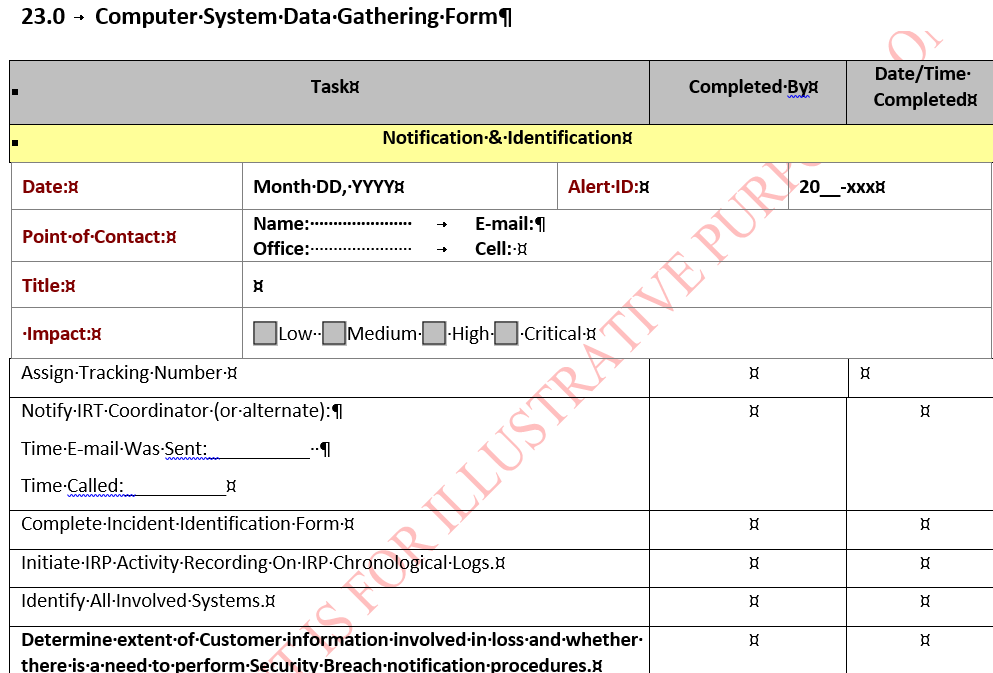 23.0 → Computer·System·Data·Gathering·Form¶
Task¤
Completed·By¤
Date/Time·
Completed¤
Notification·&·Identification¤
Date:¤ Month·DD,·YYYY¤ Alert·ID:¤ 20__-xxx¤
Point·of·Contact:¤
Name:······················ → E-mail:¶
Office:······················ → Cell:·¤
Title:¤ ¤
·Impact:¤ Low·· Medium· ·High· ·Critical·¤
Assign·Tracking·Number·¤ ¤ ¤
Notify·IRT·Coordinator·(or·alternate):¶ ¤ ¤
Time·E-mail·Was·Sent:___________··¶
Time·Called:___________¤
Complete·Incident·Identification·Form·¤ ¤ ¤
Initiate·IRP·Activity·Recording·On·IRP·Chronological·Logs.¤ ¤ ¤
Identify·All·Involved·Systems.¤ ¤ ¤
Determine·extent·of·Customer·information·involved·in·loss·and·whether· ¤ ¤
there·is·a·need·to·perform·Security·Breach·notification·procedures.¤
IS FOR ILLUSTRATIVE